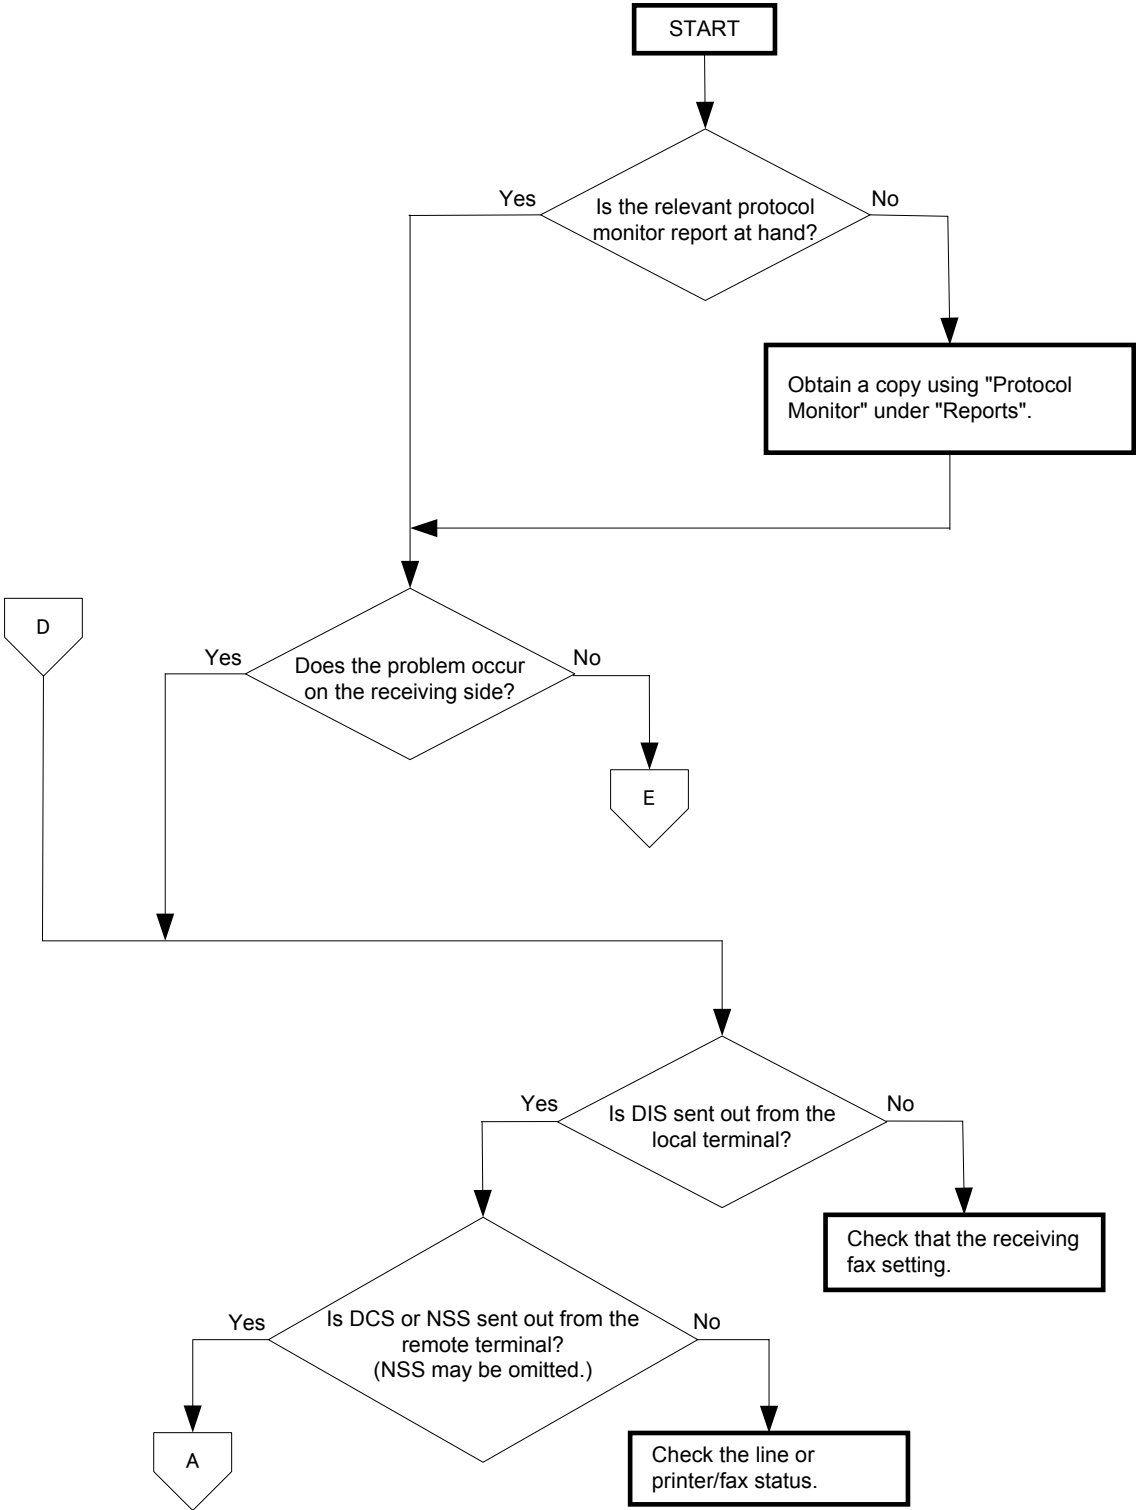 START
Yes
No
Is the relevant protocol
monitor report at hand?
Obtain a copy using "Protocol
Monitor" under "Reports".
D
Yes
No
Does the problem occur
on the receiving side?
E
Yes
No
Is DIS sent out from the
local terminal?
Check that the receiving
fax setting.
Yes
No
Is DCS or NSS sent out from the
remote terminal?
(NSS may be omitted.)
A
Check the line or
printer/fax status.